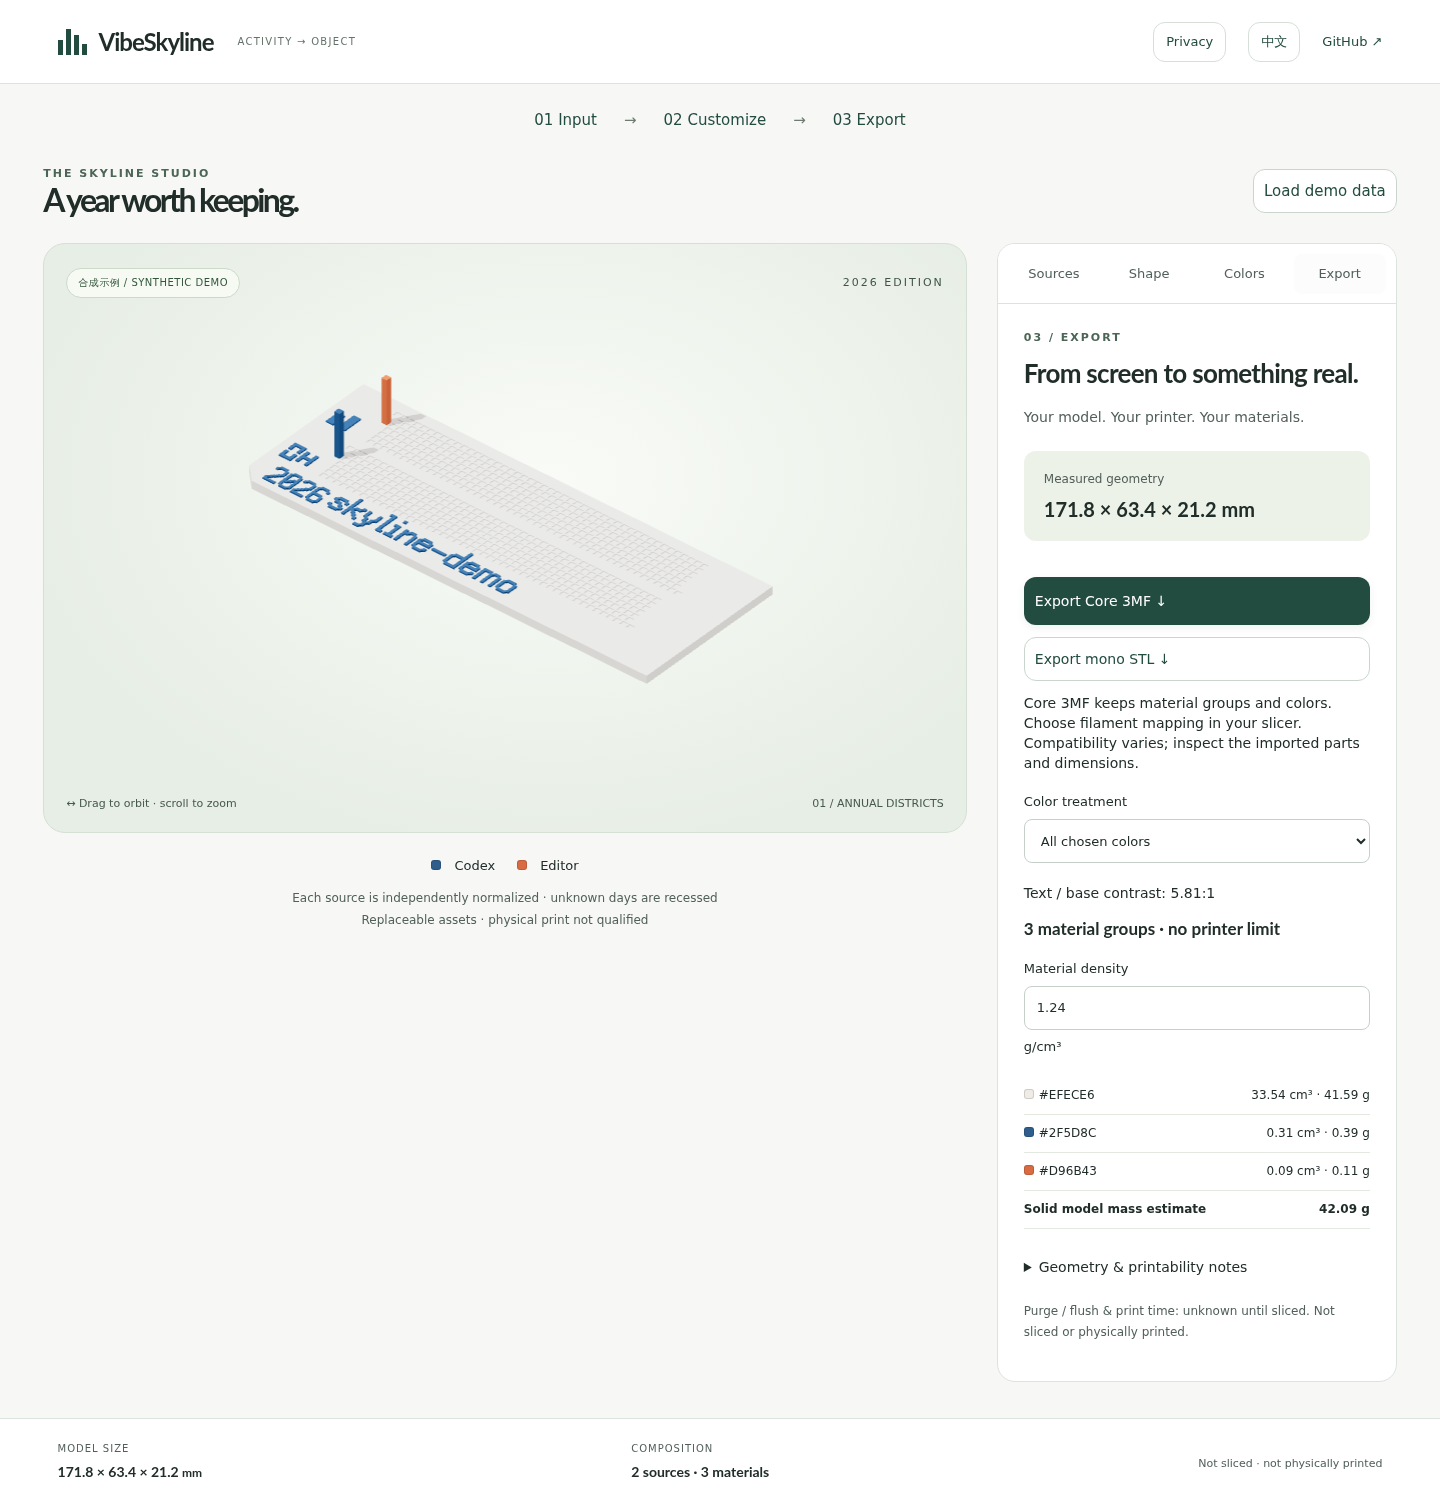 VibeSkyline
ACTIVITY → OBJECT
Privacy
中文
GitHub ↗
01 Input → 02 Customize → 03 Export
THE SKYLINE STUDIO
A year worth keeping.
Load demo data
合成示例 / SYNTHETIC DEMO
2026 EDITION
2026 skyline-demo
↔ Drag to orbit · scroll to zoom
01 / ANNUAL DISTRICTS
Codex
Editor
Each source is independently normalized · unknown days are recessed
Replaceable assets · physical print not qualified
Sources
Shape
Colors
Export
03 / EXPORT
From screen to something real.
Your model. Your printer. Your materials.
Measured geometry
171.8 × 63.4 × 21.2 mm
Export Core 3MF ↓
Export mono STL ↓
Core 3MF keeps material groups and colors.
Choose filament mapping in your slicer.
Compatibility varies; inspect the imported parts
and dimensions.
Color treatment
All chosen colors
Text / base contrast: 5.81:1
3 material groups · no printer limit
Material density
1.24
g/cm³
#EFECE6 33.54 cm³ · 41.59 g
#2F5D8C 0.31 cm³ · 0.39 g
#D96B43 0.09 cm³ · 0.11 g
Solid model mass estimate 42.09 g
▶ Geometry & printability notes
Purge / flush & print time: unknown until sliced. Not
sliced or physically printed.
MODEL SIZE
171.8 × 63.4 × 21.2 mm
COMPOSITION
2 sources · 3 materials
Not sliced · not physically printed